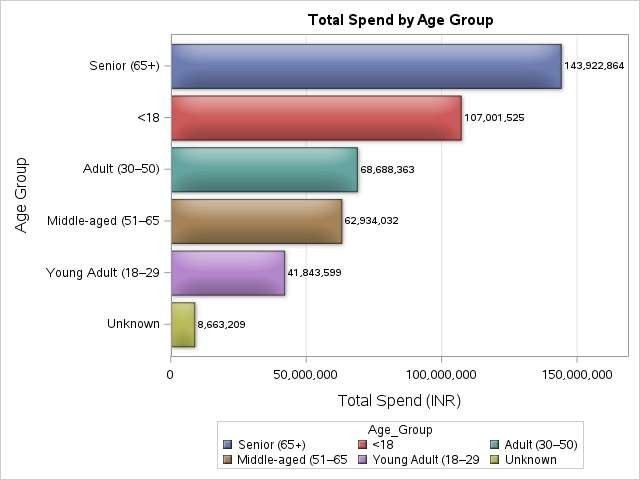 Total Spend by Age Group
Age Group
Senior (65+)
143,922,864
<18
107,001,525
Adult (30–50)
68,688,363
Middle-aged (51–65
62,934,032
Young Adult (18–29
41,843,599
Unknown
8,663,209
0
50,000,000
100,000,000
150,000,000
Total Spend (INR)
Age_Group
Senior (65+)
<18
Adult (30–50)
Middle-aged (51–65
Young Adult (18–29
Unknown